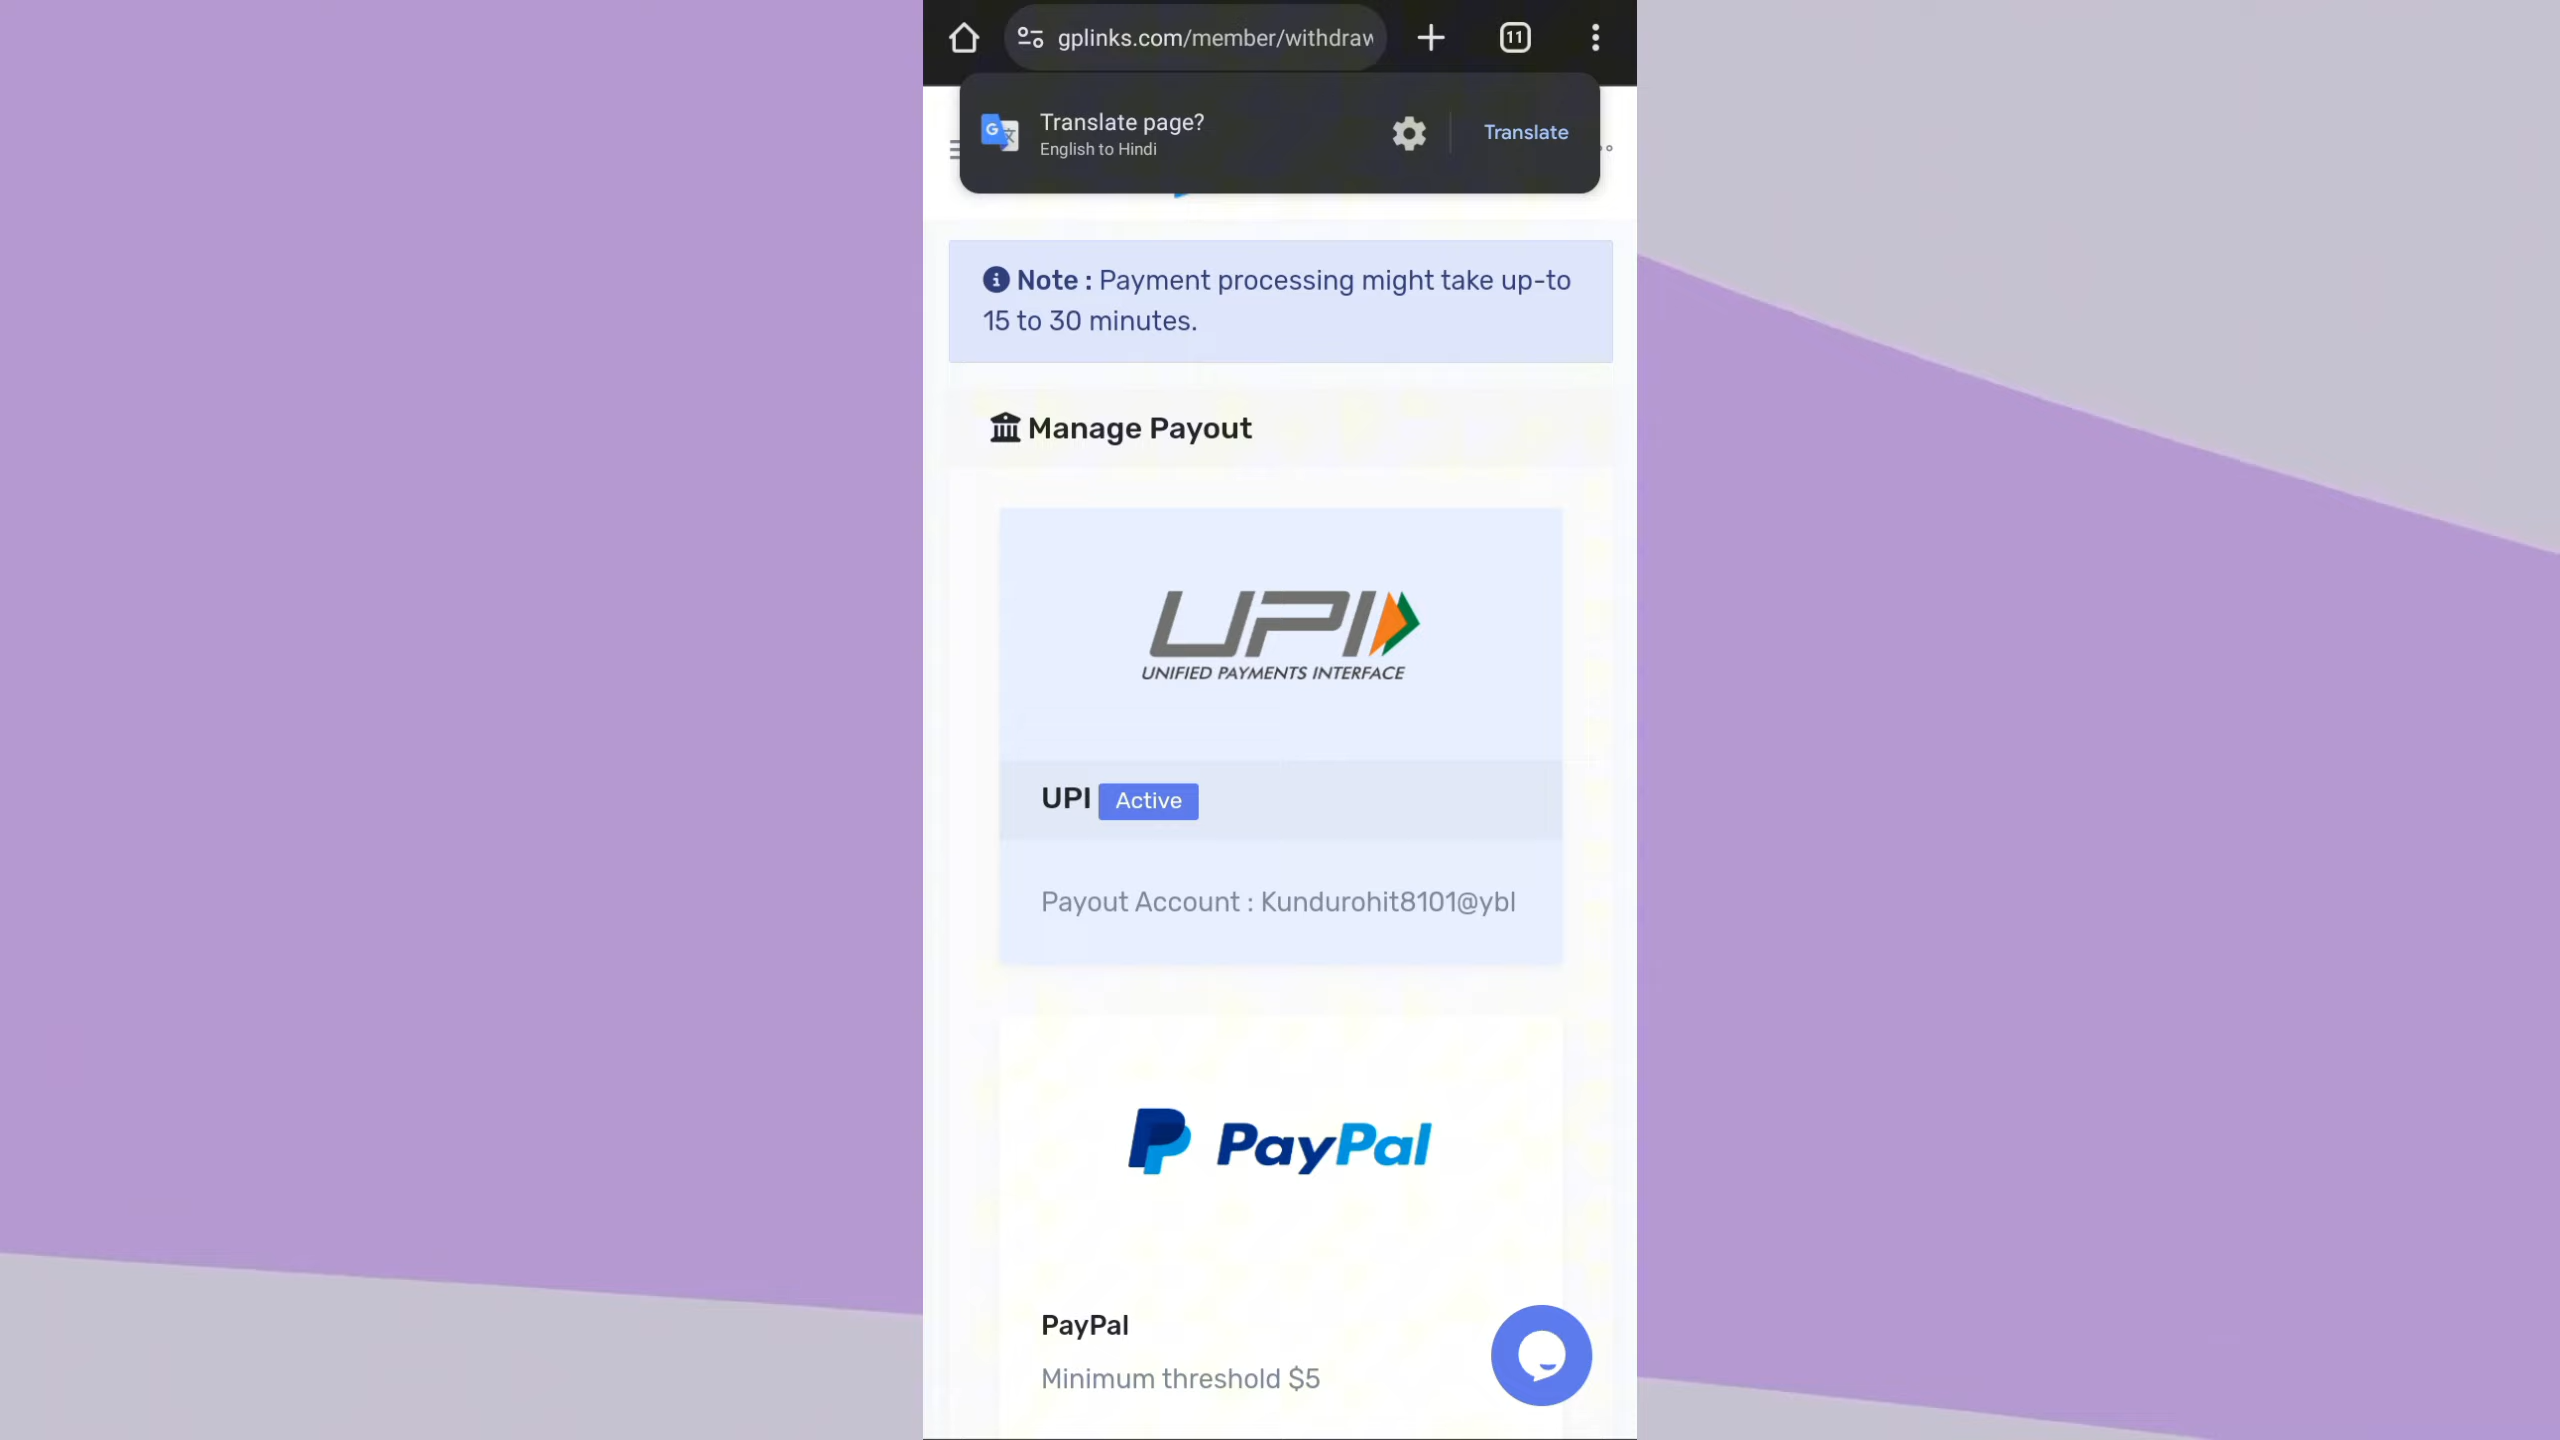 gplinks.com/member/withdraw
11
Translate page?
English to Hindi
Translate
Note : Payment processing might take up-to
15 to 30 minutes.
Manage Payout
UPI
UNIFIED PAYMENTS INTERFACE
UPI Active
Payout Account : Kundurohit8101@ybl
PayPal
PayPal
Minimum threshold $5